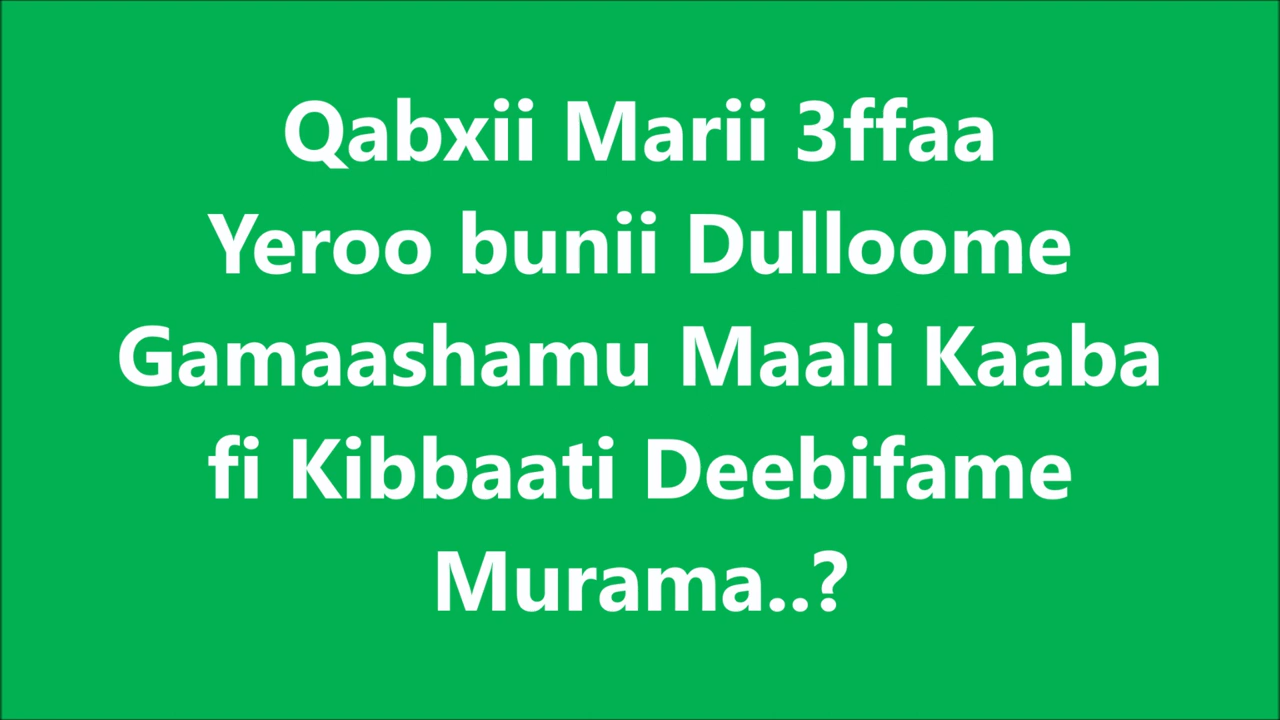 Qabxii Marii 3ffaa
Yeroo bunii Dulloome
Gamaashamu Maali Kaaba
fi Kibbaati Deebifame
Murama..?